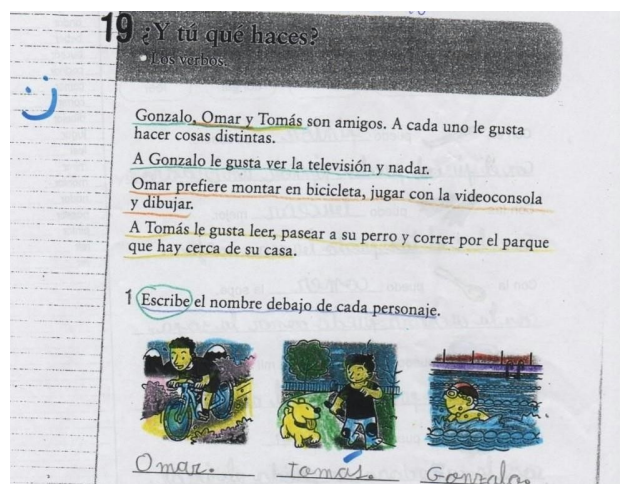 19 ¿Y tú qué haces?
• Los verbos.
Gonzalo, Omar y Tomás son amigos. A cada uno le gusta
hacer cosas distintas.
A Gonzalo le gusta ver la televisión y nadar.
Omar prefiere montar en bicicleta, jugar con la videoconsola
y dibujar.
A Tomás le gusta leer, pasear a su perro y correr por el parque
que hay cerca de su casa.
1 Escribe el nombre debajo de cada personaje.
Omar. Tomás. Gonzalo.